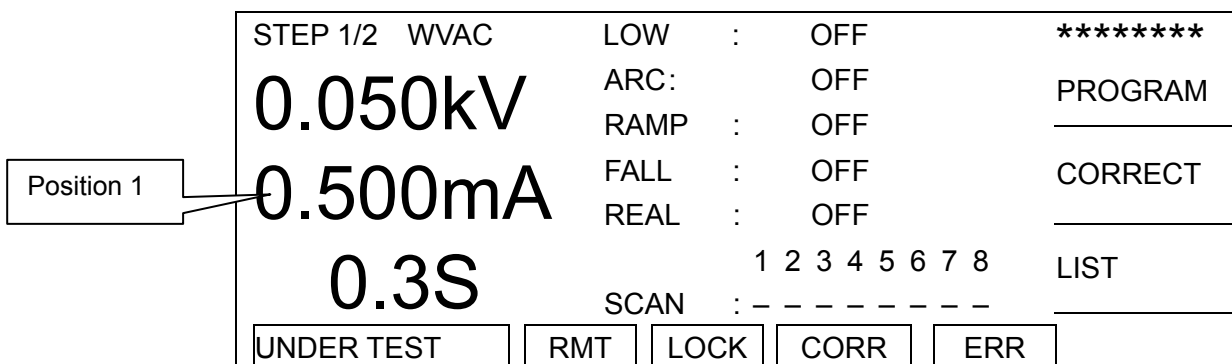 STEP 1/2 WVAC
0.050kV
0.500mA
0.3S
Position 1
LOW : OFF
ARC: OFF
RAMP : OFF
FALL : OFF
REAL : OFF
1 2 3 4 5 6 7 8
SCAN : – – – – – – – –
********
PROGRAM
CORRECT
LIST
UNDER TEST RMT LOCK CORR ERR